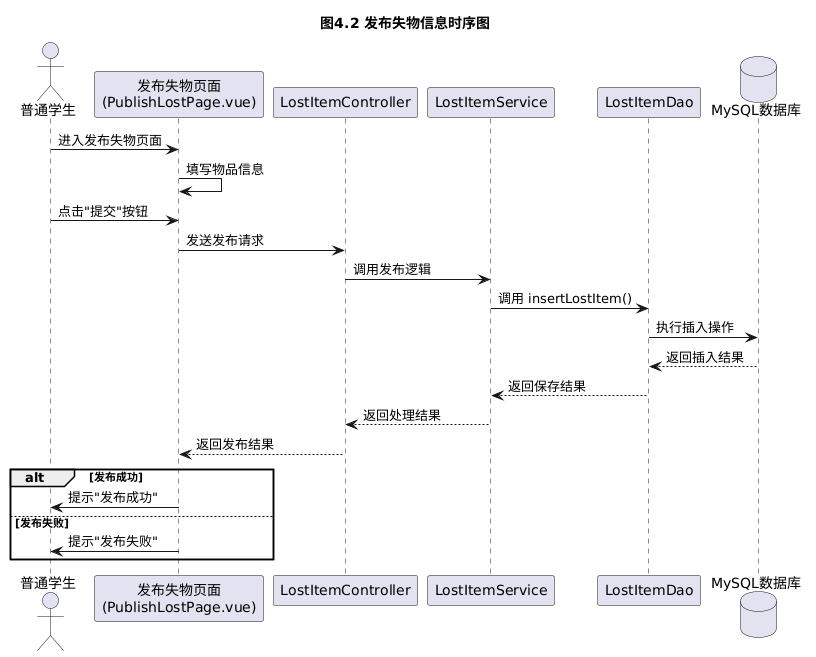 图4.2 发布失物信息时序图
普通学生
发布失物页面
(PublishLostPage.vue)
LostItemController
LostItemService
LostItemDao
MySQL数据库
进入发布失物页面
填写物品信息
点击"提交"按钮
发送发布请求
调用发布逻辑
调用 insertLostItem()
执行插入操作
返回插入结果
返回保存结果
返回处理结果
返回发布结果
alt [发布成功]
提示"发布成功"
[发布失败]
提示"发布失败"
普通学生
发布失物页面
(PublishLostPage.vue)
LostItemController
LostItemService
LostItemDao
MySQL数据库